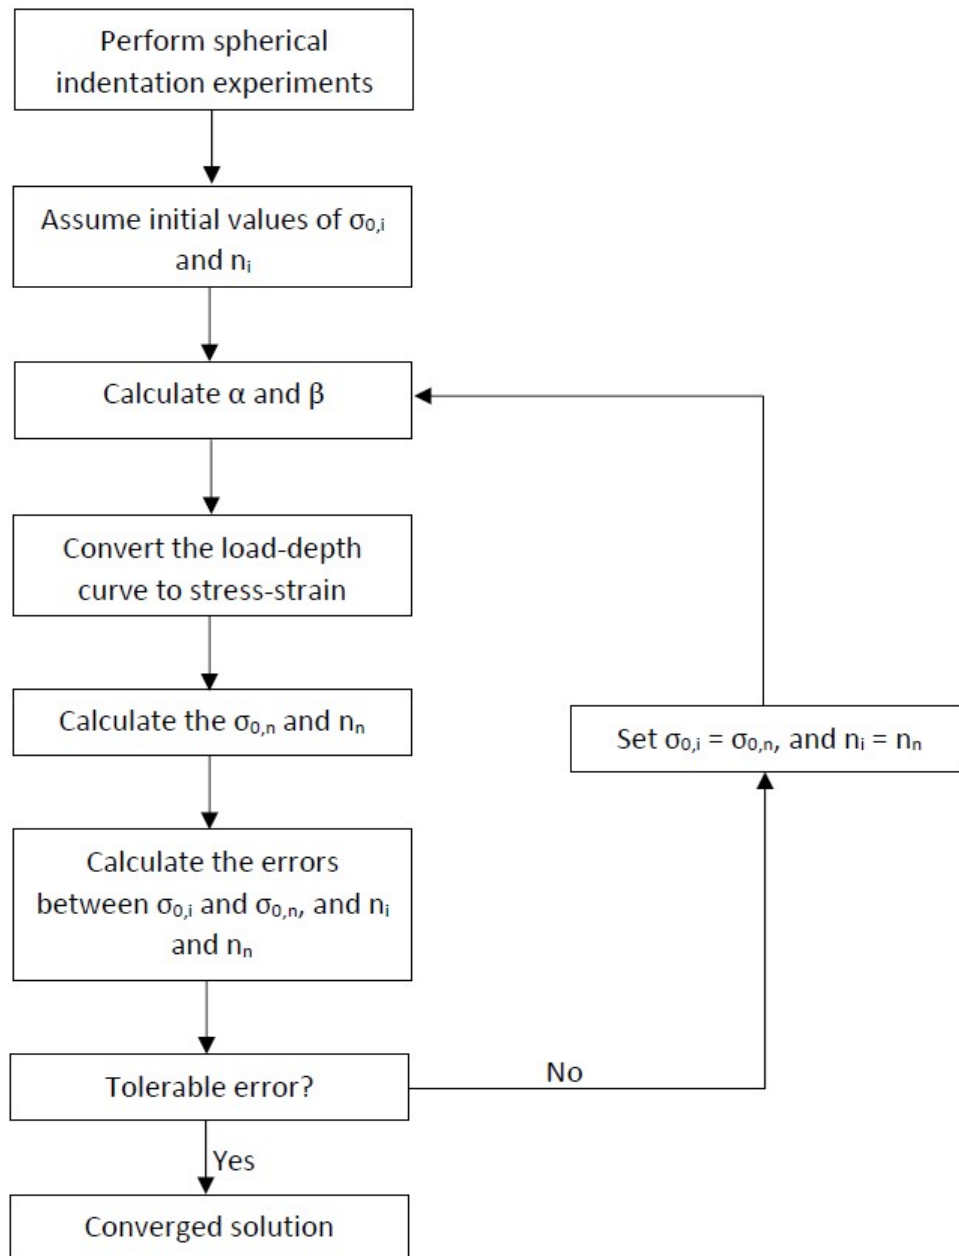 Perform spherical
indentation experiments
Assume initial values of σ₀,ᵢ
and nᵢ
Calculate α and β
Convert the load-depth
curve to stress-strain
Calculate the σ₀,ₙ and nₙ
Set σ₀,ᵢ = σ₀,ₙ, and nᵢ = nₙ
Calculate the errors
between σ₀,ᵢ and σ₀,ₙ, and nᵢ
and nₙ
Tolerable error?
No
Yes
Converged solution